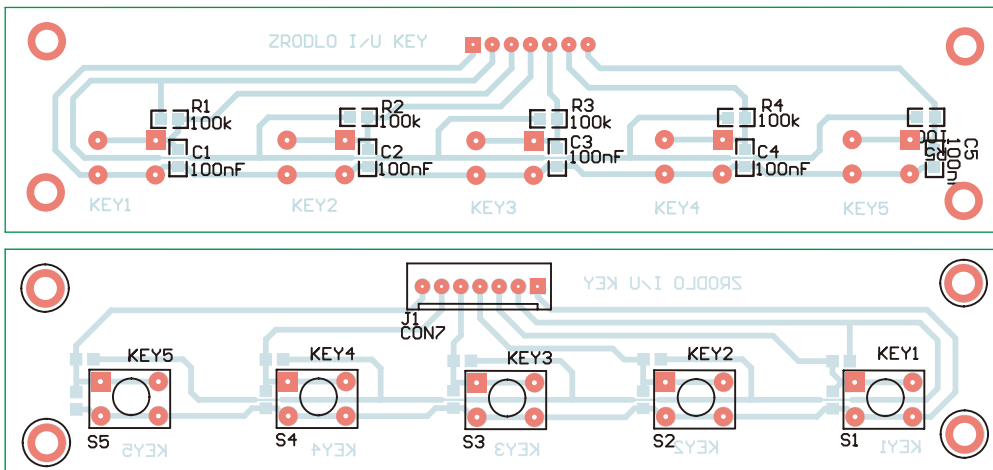 ZRODLO I/U KEY
R1
100k
R2
100k
R3
100k
R4
100k
R5
C1
100nF
C2
100nF
C3
100nF
C4
100nF
C5
KEY1
KEY2
KEY3
KEY4
KEY5
ZRODLO I/U KEY
J1
CON7
KEY5
KEY4
KEY3
KEY2
KEY1
S5
S4
S3
S2
S1
KEY5
KEY4
KEY3
KEY2
KEY1